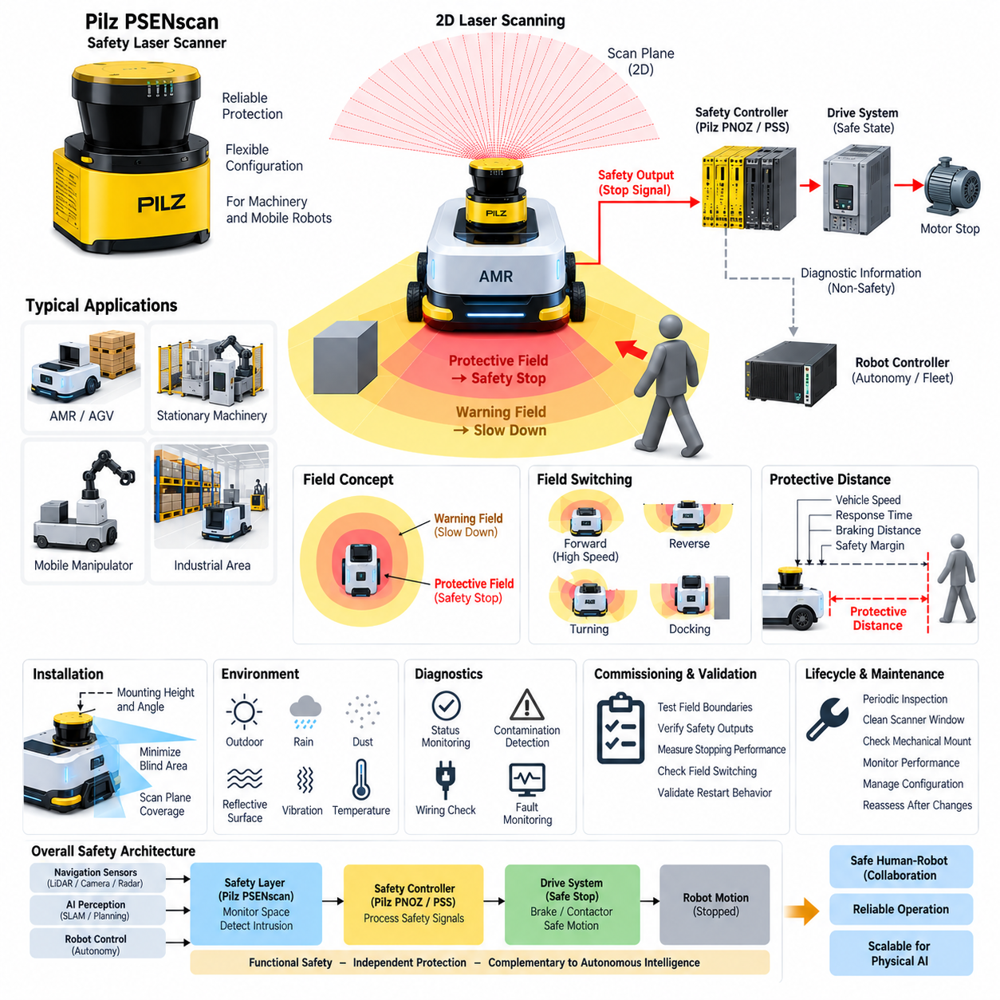 Pilz PSENscan
Safety Laser Scanner
Reliable
Protection
Flexible
Configuration
For Machinery
and Mobile Robots
PILZ
2D Laser Scanning
Scan Plane
(2D)
PILZ
AMR
Safety Output
(Stop Signal)
Safety Controller
(Pilz PNOZ / PSS)
Drive System
(Safe State)
Motor Stop
Diagnostic Information
(Non-Safety)
Robot Controller
(Autonomy / Fleet)
Protective Field
→ Safety Stop
Warning Field
→ Slow Down
Typical Applications
AMR / AGV
Stationary Machinery
Mobile Manipulator
Industrial Area
Field Concept
Warning Field
(Slow Down)
Protective Field
(Safety Stop)
Field Switching
Forward
(High Speed)
Reverse
Turning
Docking
Protective Distance
Vehicle Speed
Response Time
Braking Distance
Safety Margin
Protective
Distance
Installation
Mounting Height
and Angle
Minimize
Blind Area
Scan Plane
Coverage
Environment
Outdoor
Rain
Dust
Reflective
Surface
Vibration
Temperature
Diagnostics
Status
Monitoring
Contamination
Detection
Wiring Check
Fault
Monitoring
Commissioning & Validation
Test Field Boundaries
Verify Safety Outputs
Measure Stopping Performance
Check Field Switching
Validate Restart Behavior
Lifecycle & Maintenance
Periodic Inspection
Clean Scanner Window
Check Mechanical Mount
Monitor Performance
Manage Configuration
Reassess After Changes
Overall Safety Architecture
Navigation Sensors
(LiDAR / Camera / Radar)
AI Perception
(SLAM / Planning)
Robot Control
(Autonomy)
Safety Layer
(Pilz PSENscan)
Monitor Space
Detect Intrusion
Safety Controller
(Pilz PNOZ / PSS)
Process Safety Signals
Drive System
(Safe Stop)
Brake / Contactor
Safe Motion
Robot Motion
(Stopped)
Functional Safety – Independent Protection – Complementary to Autonomous Intelligence
Safe Human-Robot
(Collaboration
Reliable Operation
Scalable for
Physical AI